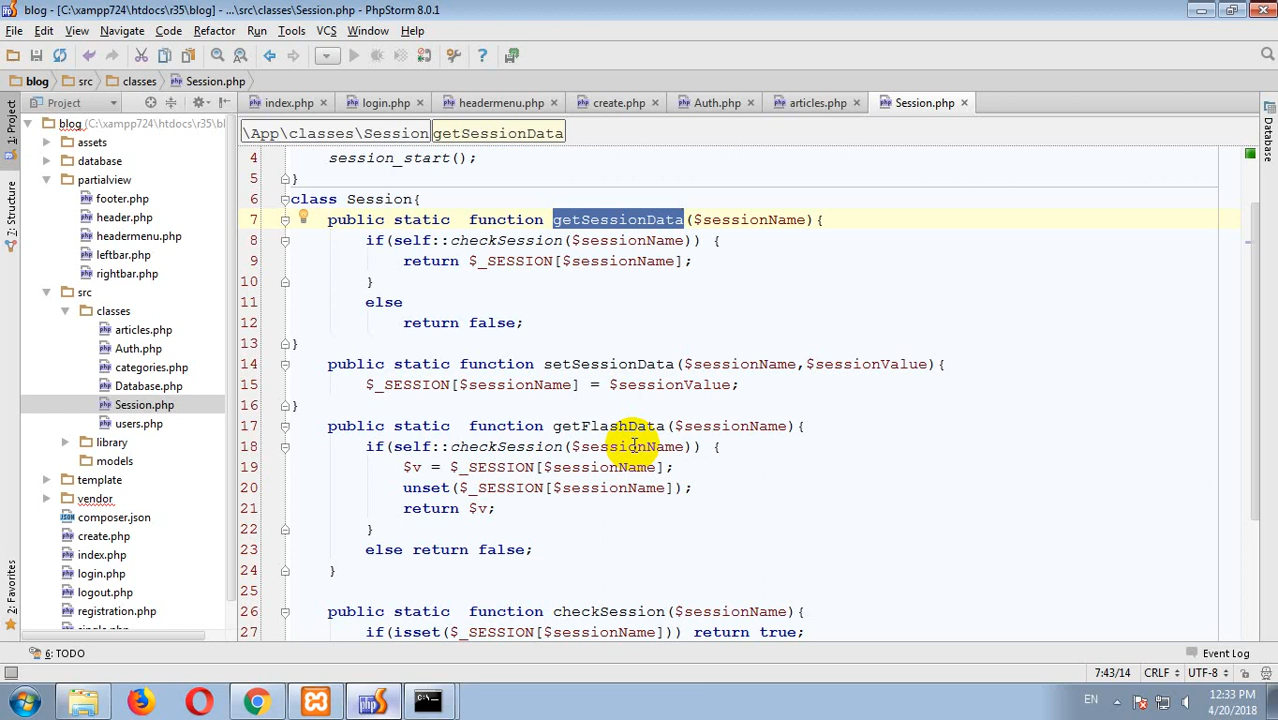 blog - [C:\xampp724\htdocs\r35\blog] - ...\src\classes\Session.php - PhpStorm 8.0.1
File Edit View Navigate Code Refactor Run Tools VCS Window Help
blog src classes Session.php
Project index.php login.php headermenu.php create.php Auth.php articles.php Session.php
1: Project
7: Structure
2: Favorites
Database
blog (C:\xampp724\htdocs\r35\blog)
assets
database
partialview
footer.php
header.php
headermenu.php
leftbar.php
rightbar.php
src
classes
articles.php
Auth.php
categories.php
Database.php
Session.php
users.php
library
models
template
vendor
composer.json
create.php
index.php
login.php
logout.php
registration.php
\App\classes\Session getSessionData
4 session_start();
5 }
6 class Session{
7 public static  function getSessionData($sessionName){
8 if(self::checkSession($sessionName)) {
9 return $_SESSION[$sessionName];
10 }
11 else
12 return false;
13 }
14 public static function setSessionData($sessionName,$sessionValue){
15 $_SESSION[$sessionName] = $sessionValue;
16 }
17 public static  function getFlashData($sessionName){
18 if(self::checkSession($sessionName)) {
19 $v = $_SESSION[$sessionName];
20 unset($_SESSION[$sessionName]);
21 return $v;
22 }
23 else return false;
24 }
25
26 public static  function checkSession($sessionName){
27 if(isset($_SESSION[$sessionName])) return true;
6: TODO Event Log
7:43/14 CRLF UTF-8
EN 12:33 PM
4/20/2018